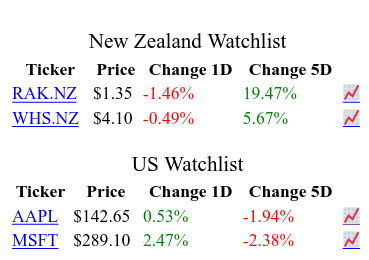 New Zealand Watchlist
Ticker Price Change 1D Change 5D
RAK.NZ $1.35 -1.46% 19.47%
WHS.NZ $4.10 -0.49% 5.67%
US Watchlist
Ticker Price Change 1D Change 5D
AAPL $142.65 0.53% -1.94%
MSFT $289.10 2.47% -2.38%